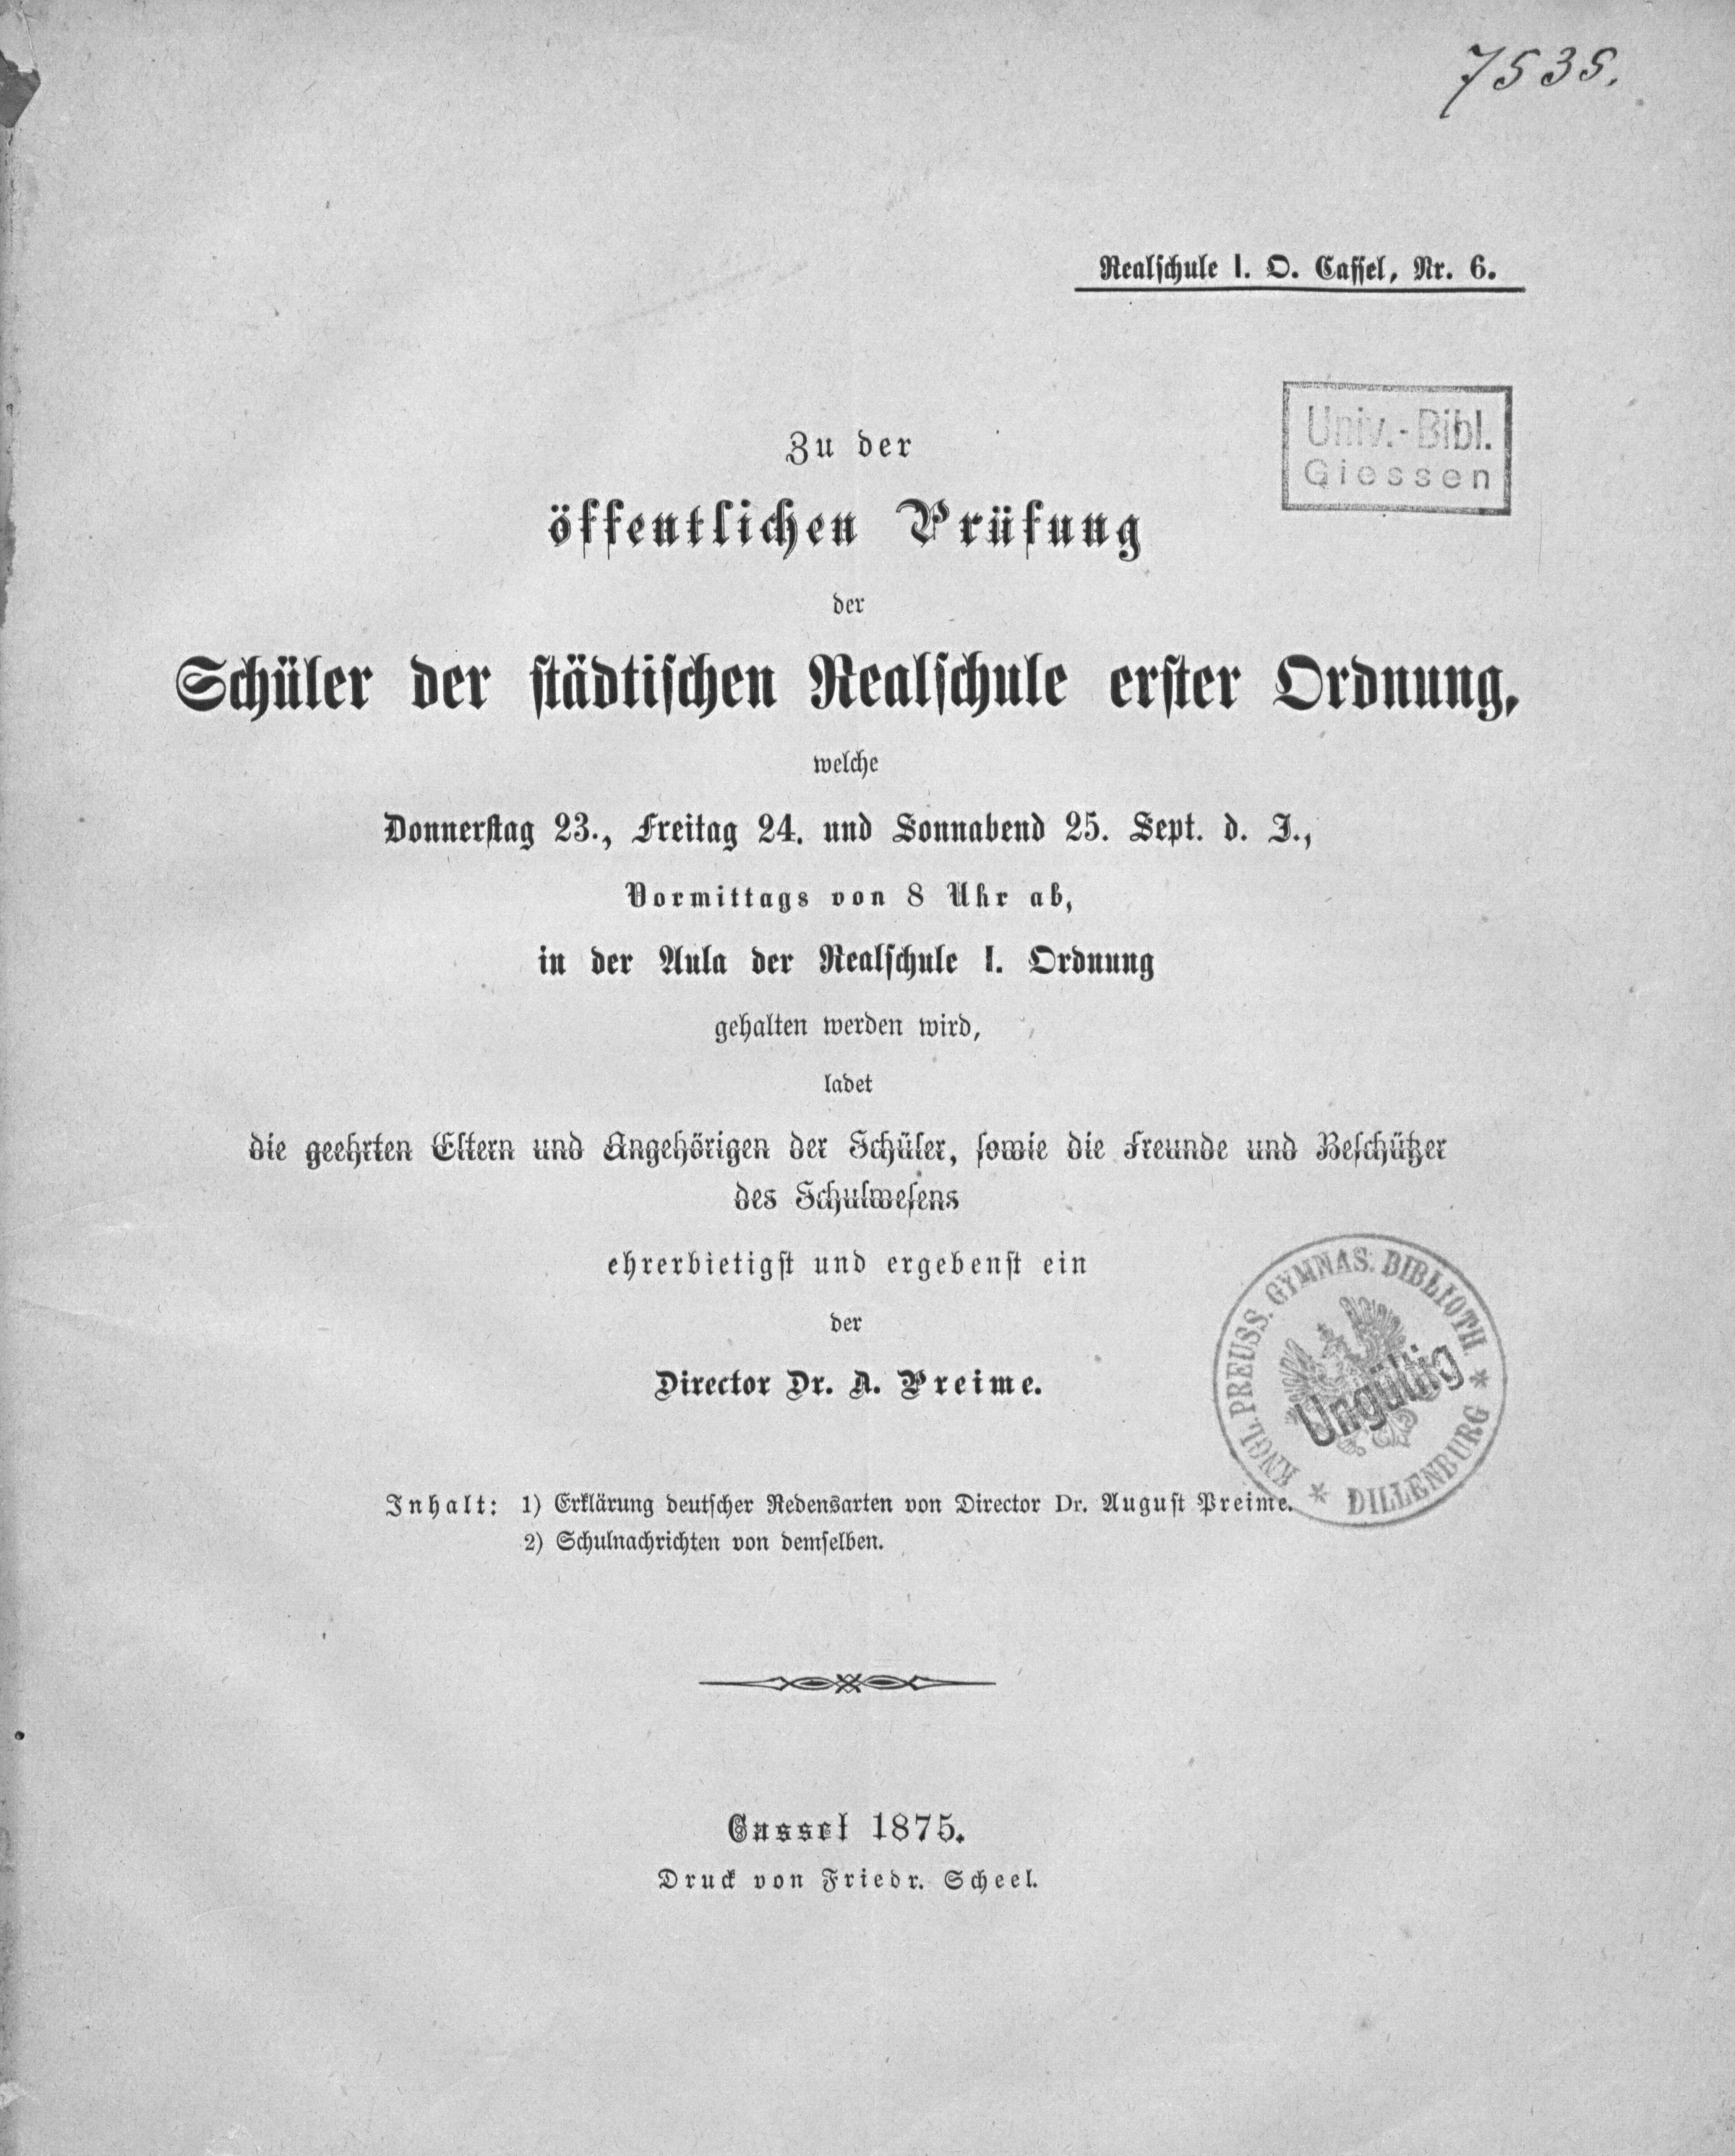 7535.
Realschule I. O. Cassel, Nr. 6.
Univ.-Bibl.
Giessen
Zu der
öffentlichen Prüfung
der
Schüler der städtischen Realschule erster Ordnung,
welche
Donnerstag 23., Freitag 24. und Sonnabend 25. Sept. d. J.,
Vormittags von 8 Uhr ab,
in der Aula der Realschule I. Ordnung
gehalten werden wird,
ladet
die geehrten Eltern und Angehörigen der Schüler, sowie die Freunde und Beschützer
des Schulwesens
ehrerbietigst und ergebenst ein
der
Director Dr. A. Preime.
KNGL. PREUSS. GYMNAS. BIBLIOTH * DILLENBURG *
Ungültig
Inhalt: 1) Erklärung deutscher Redensarten von Director Dr. August Preime.
2) Schulnachrichten von demselben.
Cassel 1875.
Druck von Friedr. Scheel.